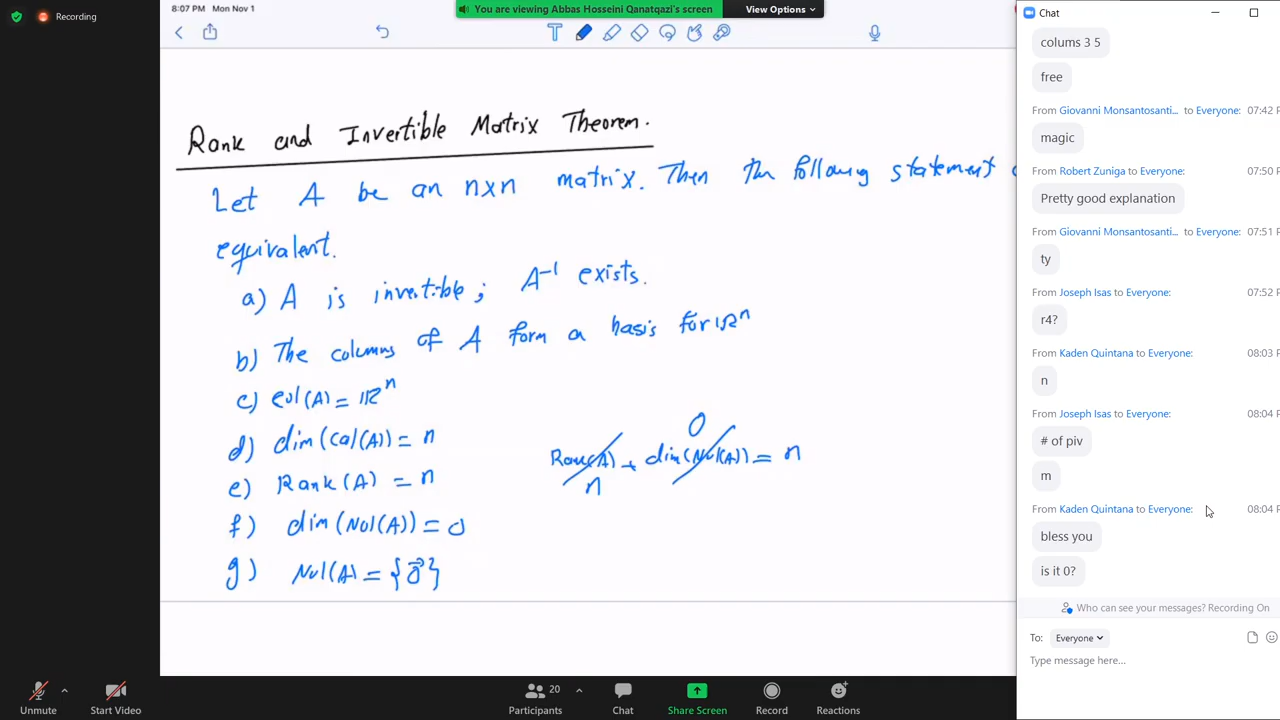 8:07 PM Mon Nov 1
You are viewing Abbas Hosseini Qanatqazi's screen
View Options
Recording
Rank and Invertible Matrix Theorem.
Let A be an n×n matrix. Then the following statement
equivalent.
a) A is invertible; A⁻¹ exists.
b) The columns of A form a basis for ℝⁿ
c) Col(A) = ℝⁿ
d) dim(Col(A)) = n
e) Rank(A) = n
f) dim(Nul(A)) = 0
g) Nul(A) = {0⃗}
0
Rank(A) + dim(Nul(A)) = n
n
Chat
colums 3 5
free
From Giovanni Monsantosanti... to Everyone: 07:42 P
magic
From Robert Zuniga to Everyone: 07:50 P
Pretty good explanation
From Giovanni Monsantosanti... to Everyone: 07:51 P
ty
From Joseph Isas to Everyone: 07:52 P
r4?
From Kaden Quintana to Everyone: 08:03 P
n
From Joseph Isas to Everyone: 08:04 P
# of piv
m
From Kaden Quintana to Everyone: 08:04 P
bless you
is it 0?
Who can see your messages? Recording On
To: Everyone
Type message here...
Unmute
Start Video
20
Participants
Chat
Share Screen
Record
Reactions